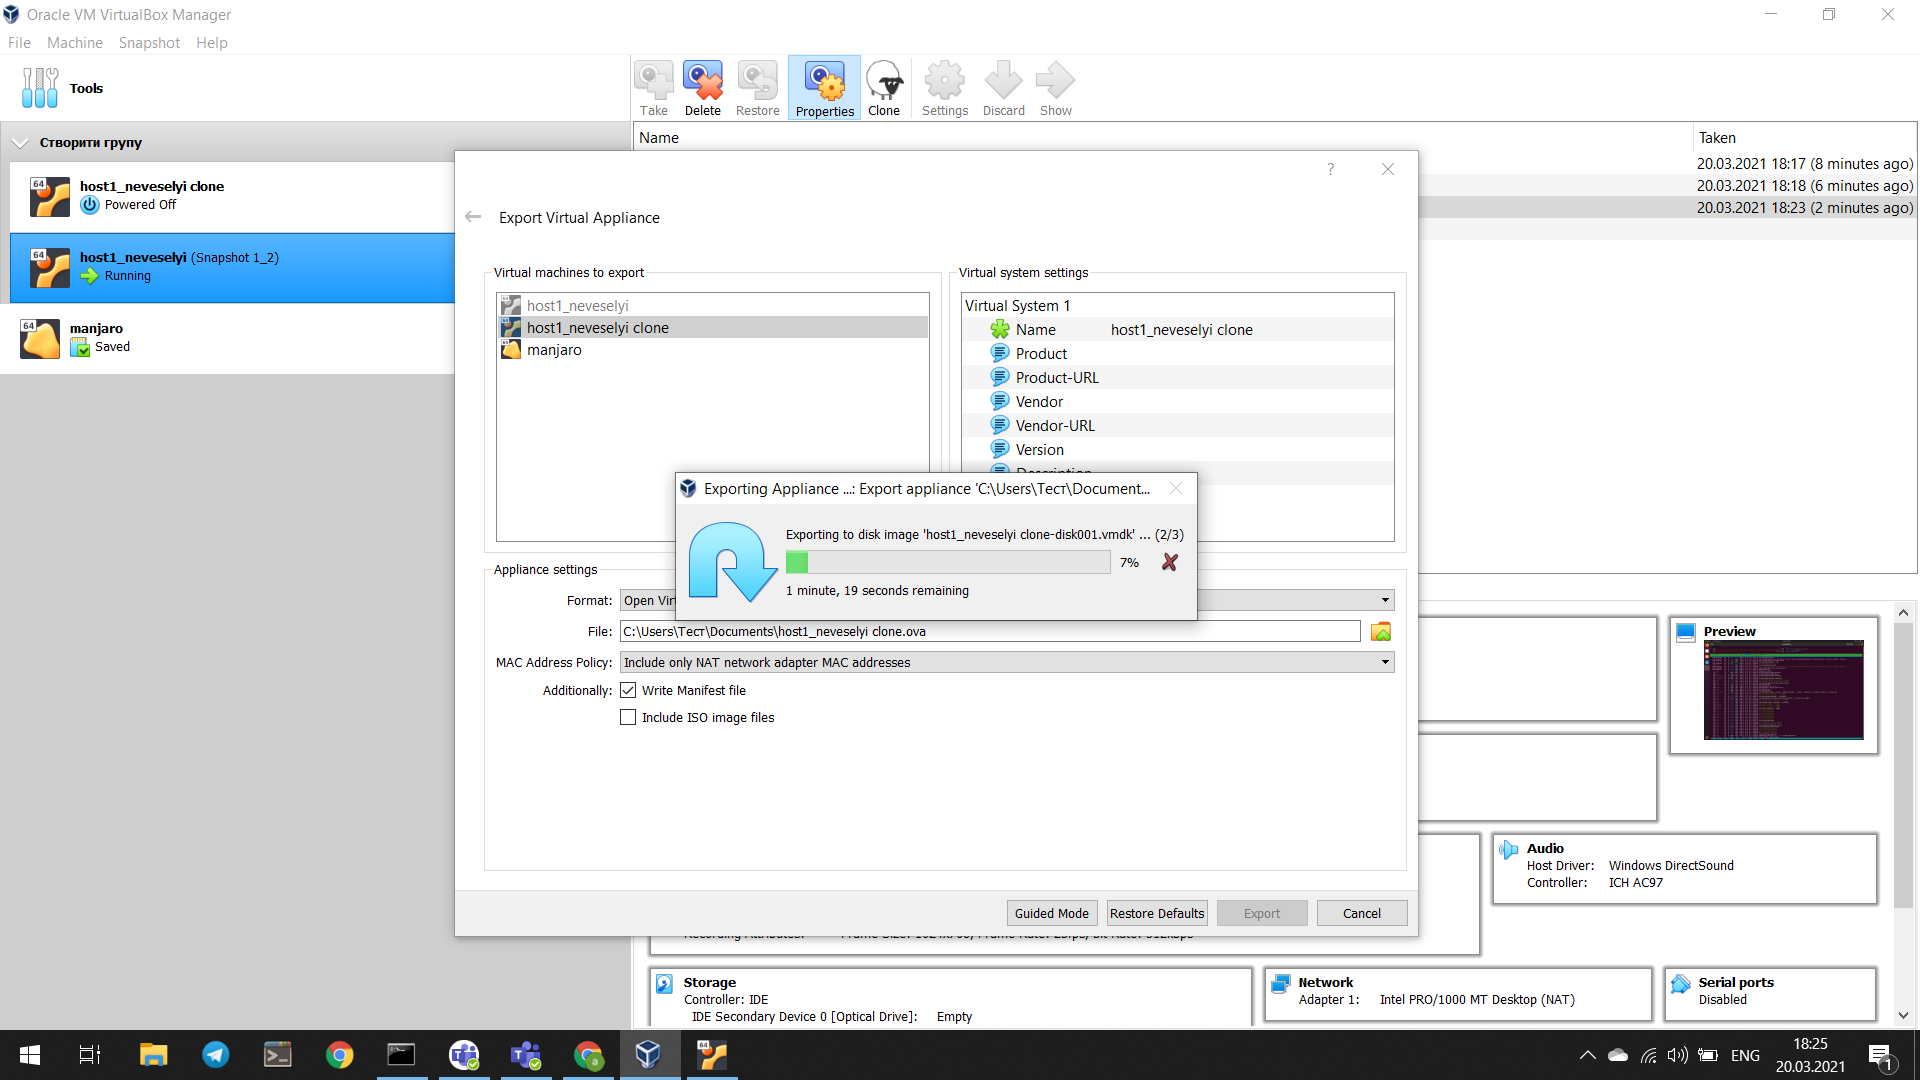 Oracle VM VirtualBox Manager
File Machine Snapshot Help
Tools
Take Delete Restore Properties Clone Settings Discard Show
Створити групу
64 host1_neveselyi clone
Powered Off
64 host1_neveselyi (Snapshot 1_2)
Running
64 manjaro
Saved
Name Taken
20.03.2021 18:17 (8 minutes ago)
20.03.2021 18:18 (6 minutes ago)
20.03.2021 18:23 (2 minutes ago)
?
Export Virtual Appliance
Virtual machines to export
host1_neveselyi
host1_neveselyi clone
manjaro
Virtual system settings
Virtual System 1
Name host1_neveselyi clone
Product
Product-URL
Vendor
Vendor-URL
Version
Description
Exporting Appliance ...: Export appliance 'C:\Users\Тест\Document...
Exporting to disk image 'host1_neveselyi clone-disk001.vmdk' ... (2/3)
7%
1 minute, 19 seconds remaining
Appliance settings
Format: Open Virt
File: C:\Users\Тест\Documents\host1_neveselyi clone.ova
MAC Address Policy: Include only NAT network adapter MAC addresses
Additionally: Write Manifest file
Include ISO image files
Guided Mode Restore Defaults Export Cancel
Preview
Audio
Host Driver: Windows DirectSound
Controller: ICH AC97
Storage
Controller: IDE
IDE Secondary Device 0 [Optical Drive]: Empty
Network
Adapter 1: Intel PRO/1000 MT Desktop (NAT)
Serial ports
Disabled
ENG
18:25
20.03.2021
1